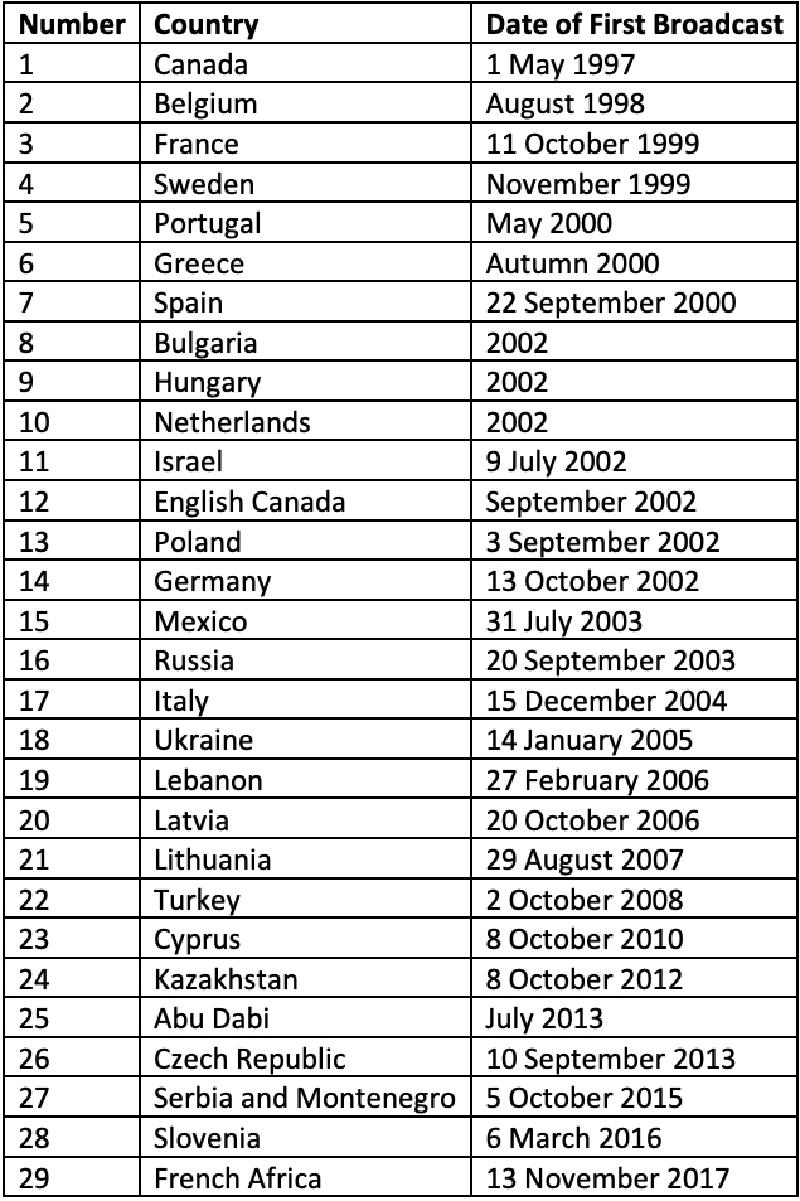 Number Country Date of First Broadcast
1 Canada 1 May 1997
2 Belgium August 1998
3 France 11 October 1999
4 Sweden November 1999
5 Portugal May 2000
6 Greece Autumn 2000
7 Spain 22 September 2000
8 Bulgaria 2002
9 Hungary 2002
10 Netherlands 2002
11 Israel 9 July 2002
12 English Canada September 2002
13 Poland 3 September 2002
14 Germany 13 October 2002
15 Mexico 31 July 2003
16 Russia 20 September 2003
17 Italy 15 December 2004
18 Ukraine 14 January 2005
19 Lebanon 27 February 2006
20 Latvia 20 October 2006
21 Lithuania 29 August 2007
22 Turkey 2 October 2008
23 Cyprus 8 October 2010
24 Kazakhstan 8 October 2012
25 Abu Dabi July 2013
26 Czech Republic 10 September 2013
27 Serbia and Montenegro 5 October 2015
28 Slovenia 6 March 2016
29 French Africa 13 November 2017